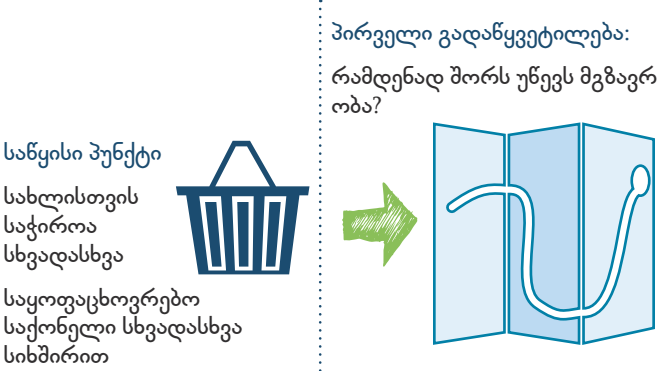 საწყისი პუნქტი
სახლისთვის
საჭიროა
სხვადასხვა
საყოფაცხოვრებო
საქონელი სხვადასხვა
სიხშირით
პირველი გადაწყვეტილება:
რამდენად შორს უწევს მგზავრ
ობა?